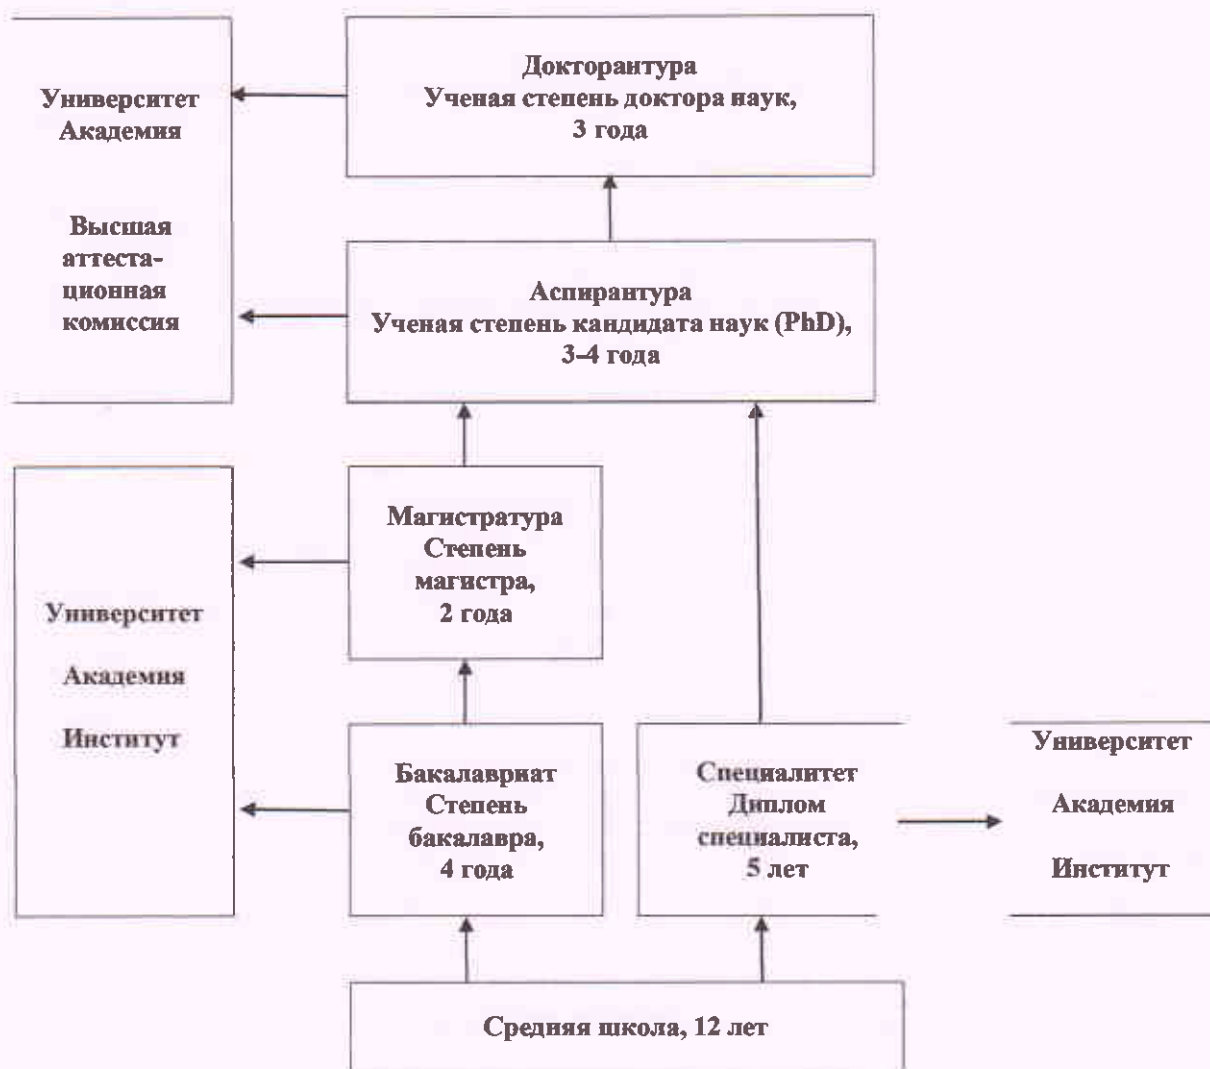 Университет
Академия
Высшая
аттеста-
ционная
комиссия
Докторантура
Ученая степень доктора наук,
3 года
Аспирантура
Ученая степень кандидата наук (PhD),
3-4 года
Университет
Академия
Институт
Магистратура
Степень
магистра,
2 года
Бакалавриат
Степень
бакалавра,
4 года
Специалитет
Диплом
специалиста,
5 лет
Университет
Академия
Институт
Средняя школа, 12 лет